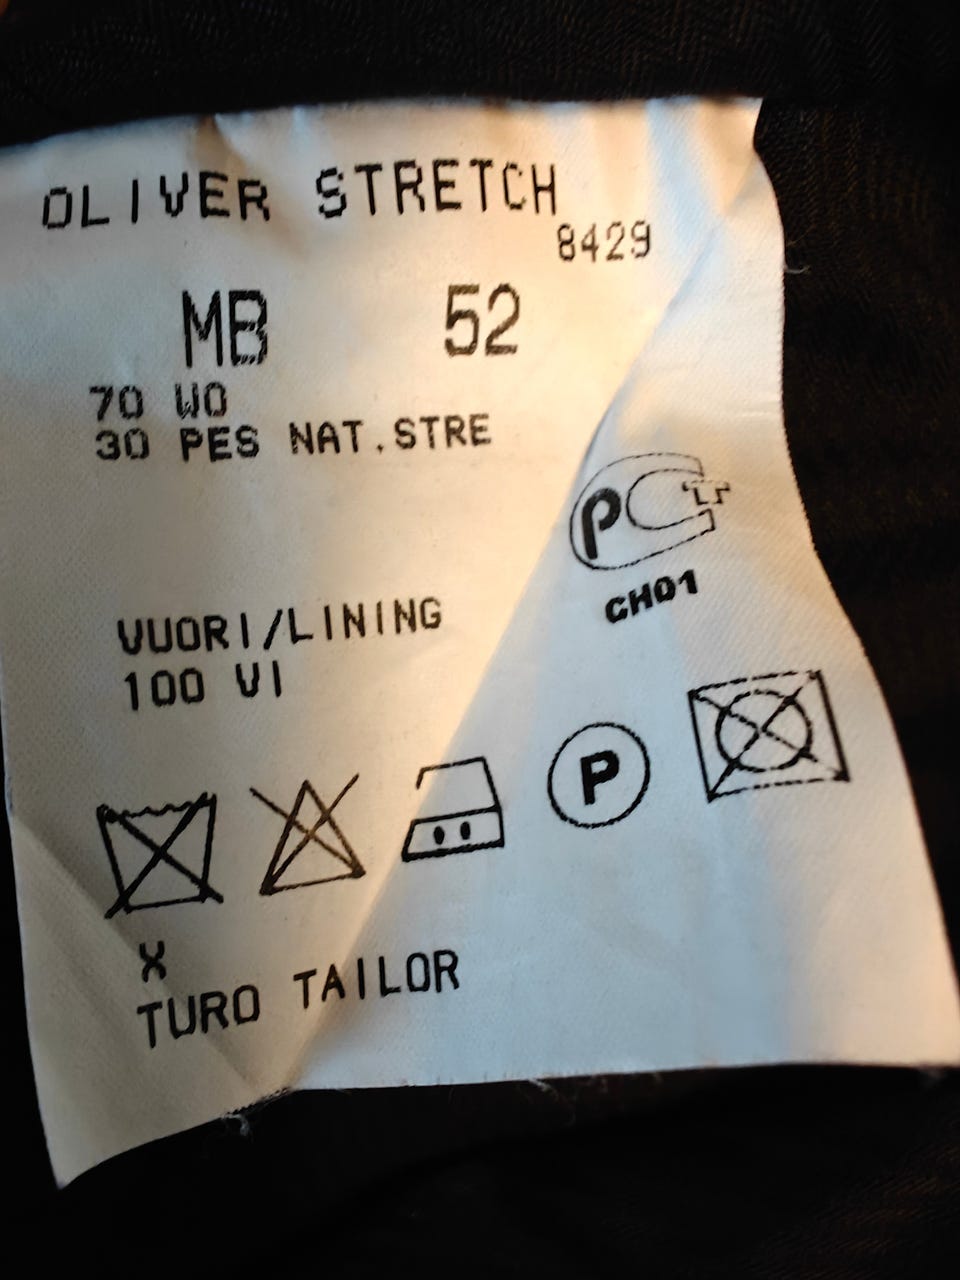 OLIVER STRETCH
8429
MB 52
70 WO
30 PES NAT.STRE
PCT
CH01
VUORI/LINING
100 VI
P
X
TURO TAILOR